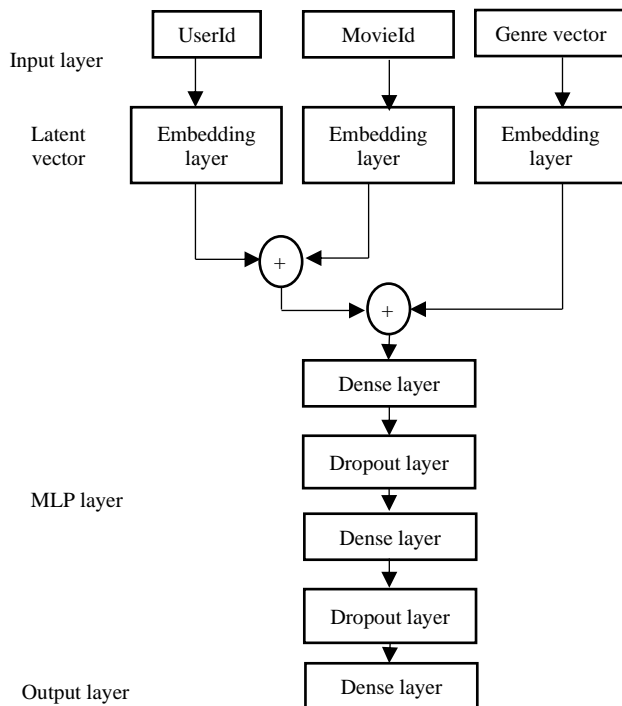 UserId
MovieId
Genre vector
Input layer
Latent
vector
Embedding
layer
Embedding
layer
Embedding
layer
+
+
Dense layer
Dropout layer
MLP layer
Dense layer
Dropout layer
Output layer
Dense layer